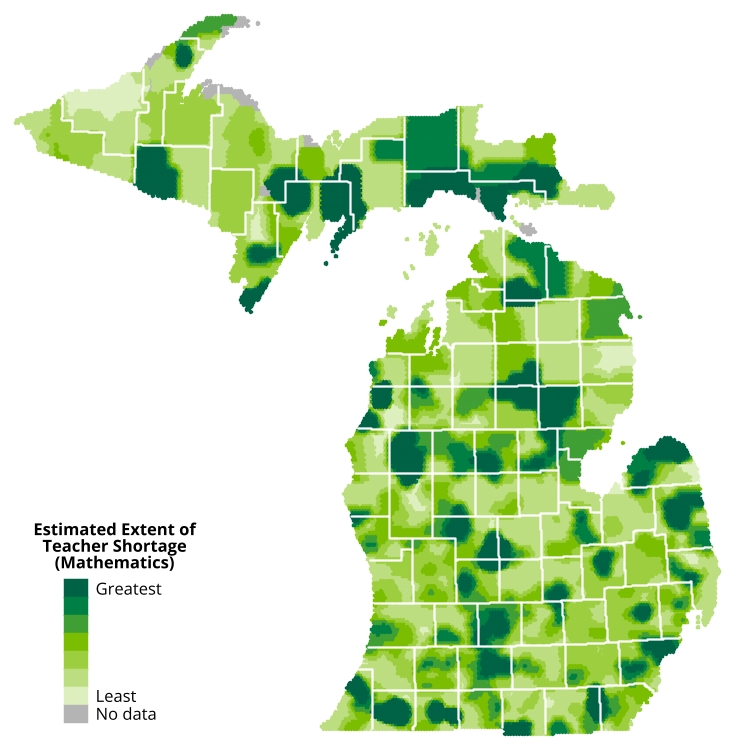 Estimated Extent of
Teacher Shortage
(Mathematics)
Greatest
Least
No data